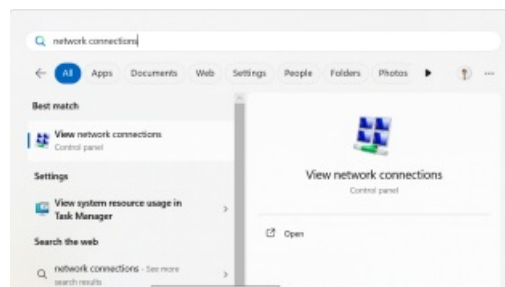 network connections
All Apps Documents Web Settings People Folders Photos
Best match
View network connections
Control panel
Settings
View system resource usage in
Task Manager
Search the web
network connections - See more
search results
View network connections
Control panel
Open